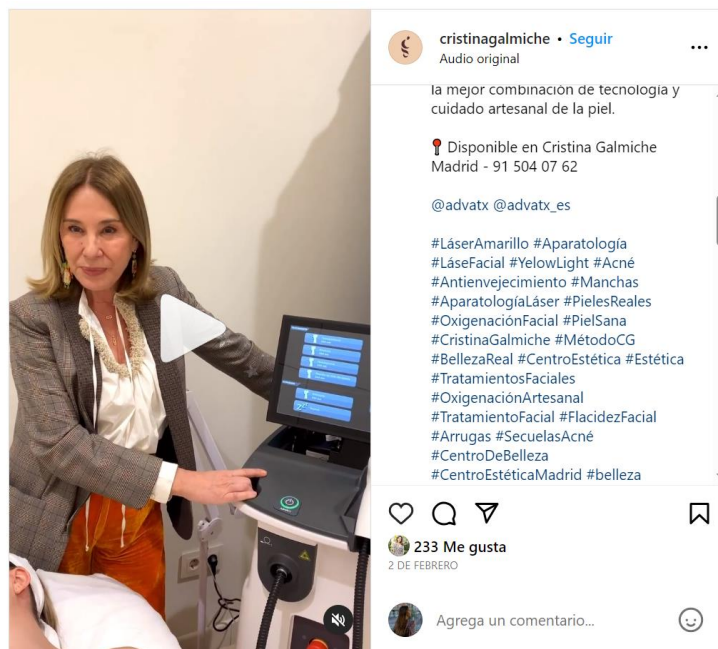 cristinagalmiche • Seguir
Audio original
la mejor combinación de tecnología y
cuidado artesanal de la piel.
Disponible en Cristina Galmiche
Madrid - 91 504 07 62
@advatx @advatx_es
#LáserAmarillo #Aparatología
#LáseFacial #YelowLight #Acné
#Antienvejecimiento #Manchas
#AparatologíaLáser #PielesReales
#OxigenaciónFacial #PielSana
#CristinaGalmiche #MétodoCG
#BellezaReal #CentroEstética #Estética
#TratamientosFaciales
#OxigenaciónArtesanal
#TratamientoFacial #FlacidezFacial
#Arrugas #SecuelasAcné
#CentroDeBelleza
#CentroEstéticaMadrid #belleza
233 Me gusta
2 DE FEBRERO
Agrega un comentario...